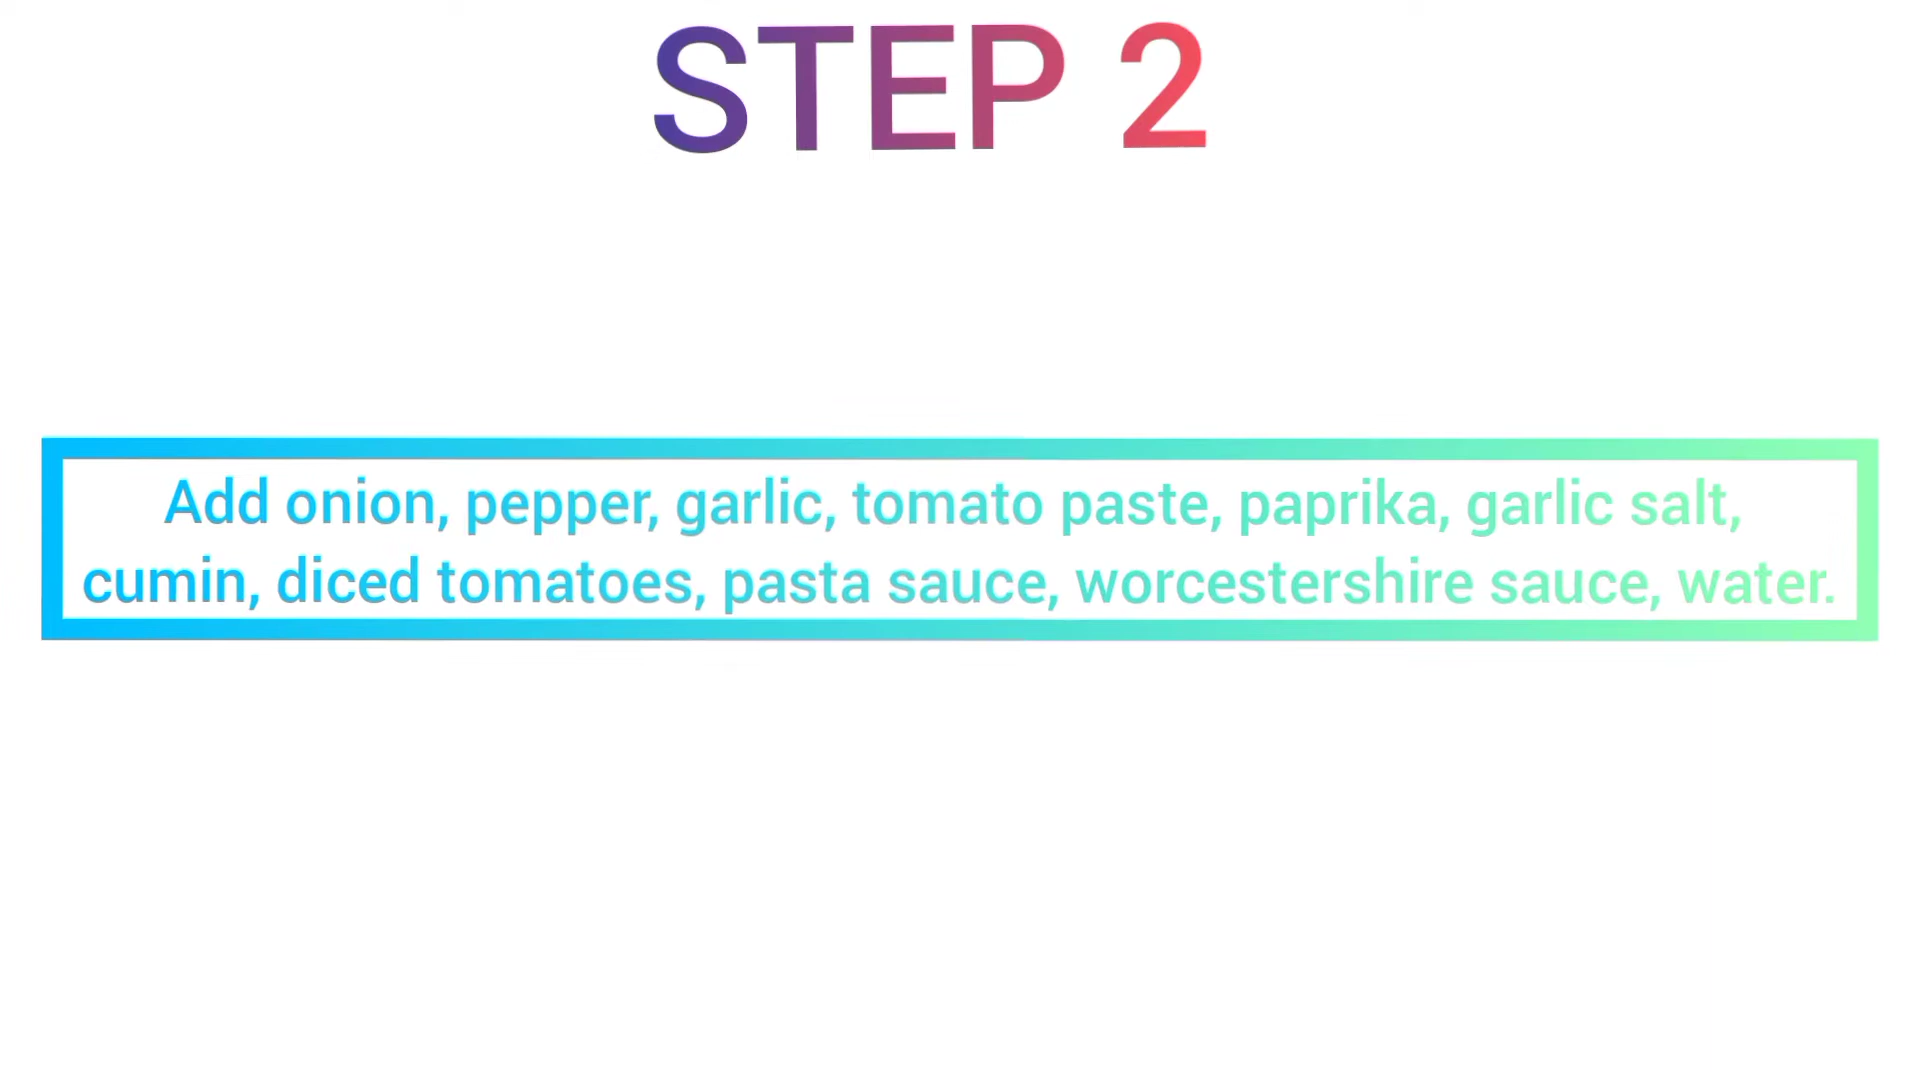 STEP 2
Add onion, pepper, garlic, tomato paste, paprika, garlic salt,
cumin, diced tomatoes, pasta sauce, worcestershire sauce, water.